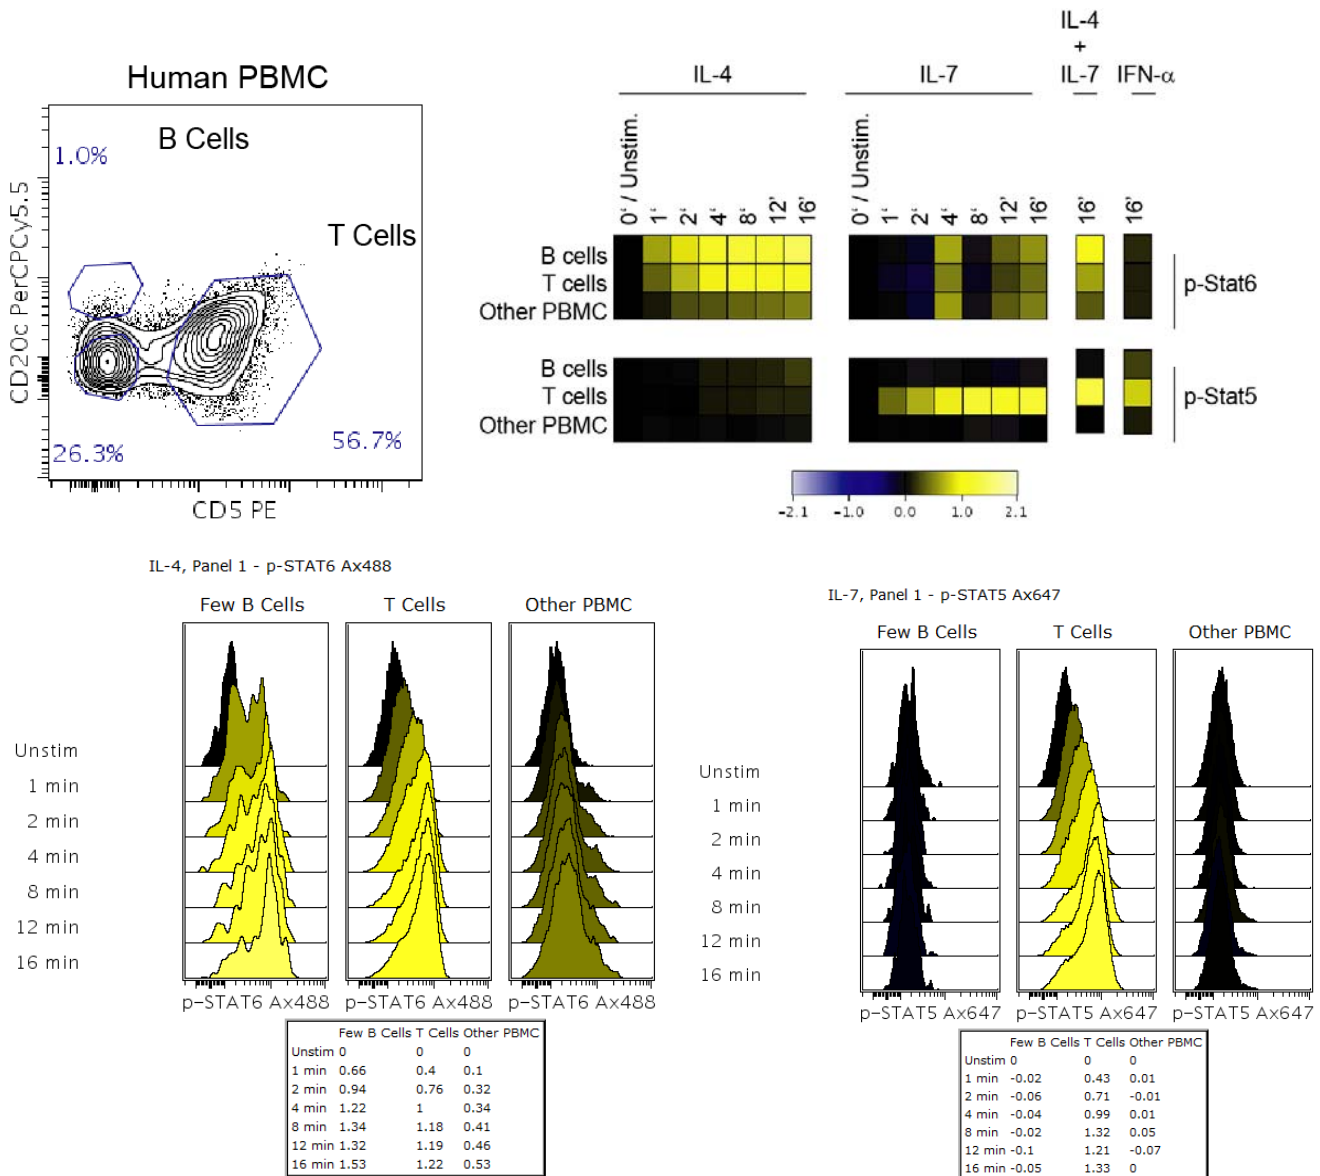 Human PBMC
B Cells
1.0%
T Cells
26.3%
56.7%
CD20c PerCPCy5.5
CD5 PE
IL-4
IL-7
IL-4
+
IL-7
IFN-α
0‘ / Unstim.
1‘
2‘
4‘
8‘
12‘
16‘
0‘ / Unstim.
1‘
2‘
4‘
8‘
12‘
16‘
16‘
16‘
B cells
T cells
Other PBMC
p-Stat6
B cells
T cells
Other PBMC
p-Stat5
-2.1 -1.0 0.0 1.0 2.1
IL-4, Panel 1 - p-STAT6 Ax488
Few B Cells T Cells Other PBMC
Unstim
1 min
2 min
4 min
8 min
12 min
16 min
p-STAT6 Ax488 p-STAT6 Ax488 p-STAT6 Ax488
Few B Cells T Cells Other PBMC
Unstim 0 0 0
1 min 0.66 0.4 0.1
2 min 0.94 0.76 0.32
4 min 1.22 1 0.34
8 min 1.34 1.18 0.41
12 min 1.32 1.19 0.46
16 min 1.53 1.22 0.53
IL-7, Panel 1 - p-STAT5 Ax647
Few B Cells T Cells Other PBMC
Unstim
1 min
2 min
4 min
8 min
12 min
16 min
p-STAT5 Ax647 p-STAT5 Ax647 p-STAT5 Ax647
Few B Cells T Cells Other PBMC
Unstim 0 0 0
1 min -0.02 0.43 0.01
2 min -0.06 0.71 -0.01
4 min -0.04 0.99 0.01
8 min -0.02 1.32 0.05
12 min -0.1 1.21 -0.07
16 min -0.05 1.33 0